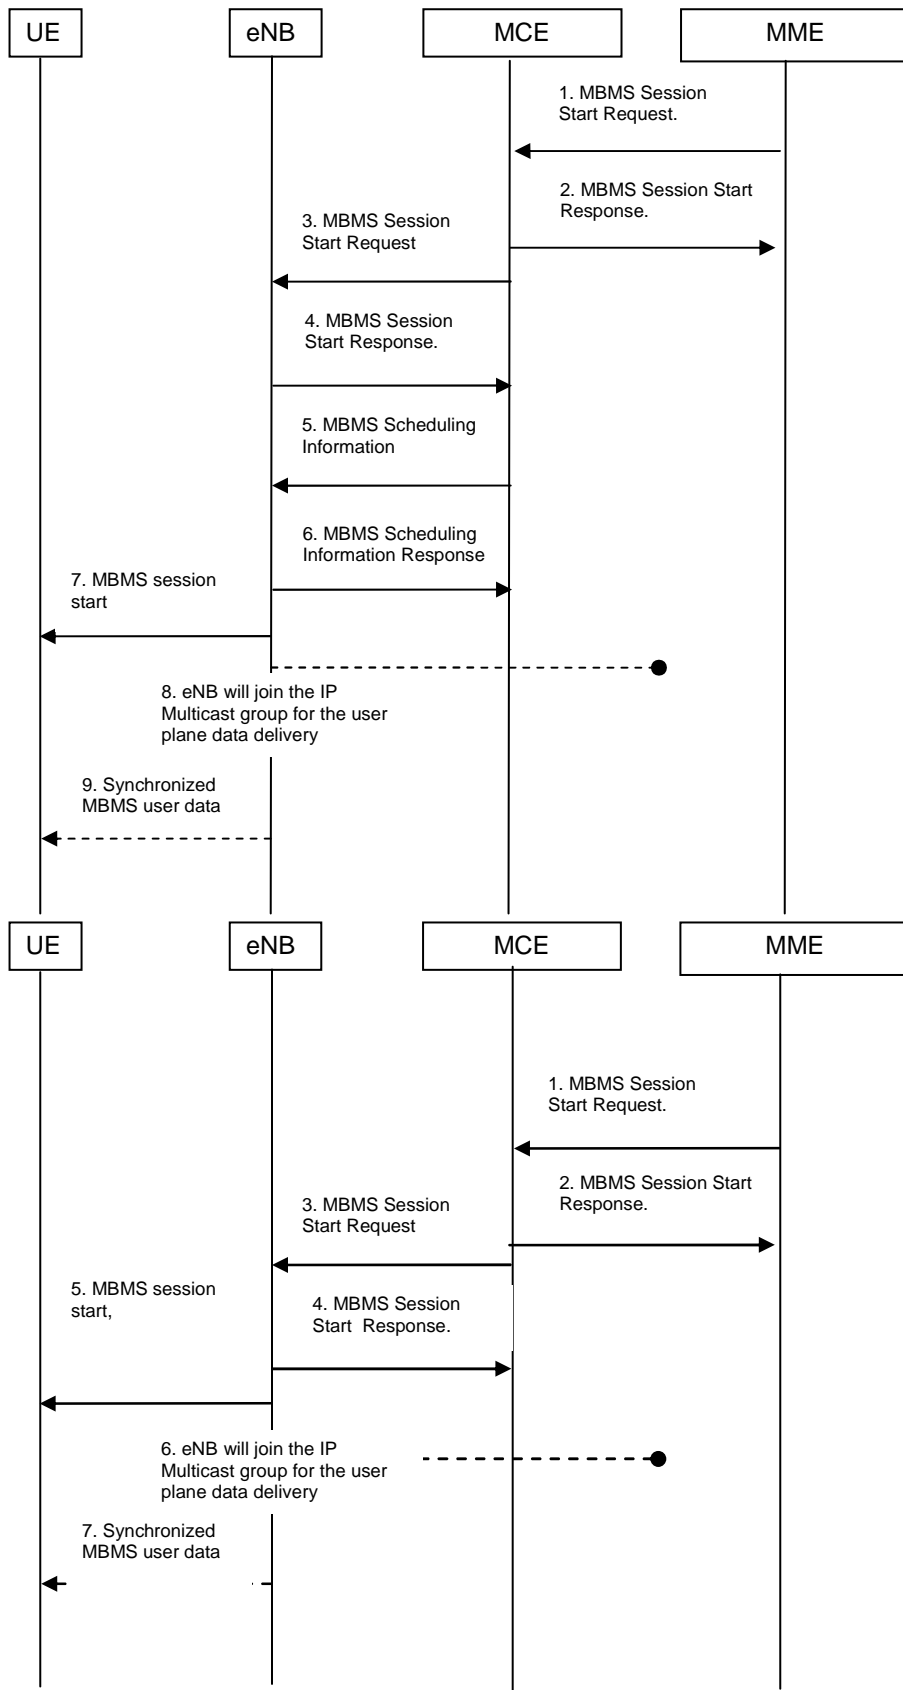 UE
eNB
MCE
MME
1. MBMS Session
Start Request.
2. MBMS Session Start
Response.
3. MBMS Session
Start Request
4. MBMS Session
Start Response.
5. MBMS Scheduling
Information
6. MBMS Scheduling
Information Response
7. MBMS session
start
8. eNB will join the IP
Multicast group for the user
plane data delivery
9. Synchronized
MBMS user data
UE
eNB
MCE
MME
1. MBMS Session
Start Request.
2. MBMS Session Start
Response.
3. MBMS Session
Start Request
5. MBMS session
start,
4. MBMS Session
Start  Response.
6. eNB will join the IP
Multicast group for the user
plane data delivery
7. Synchronized
MBMS user data